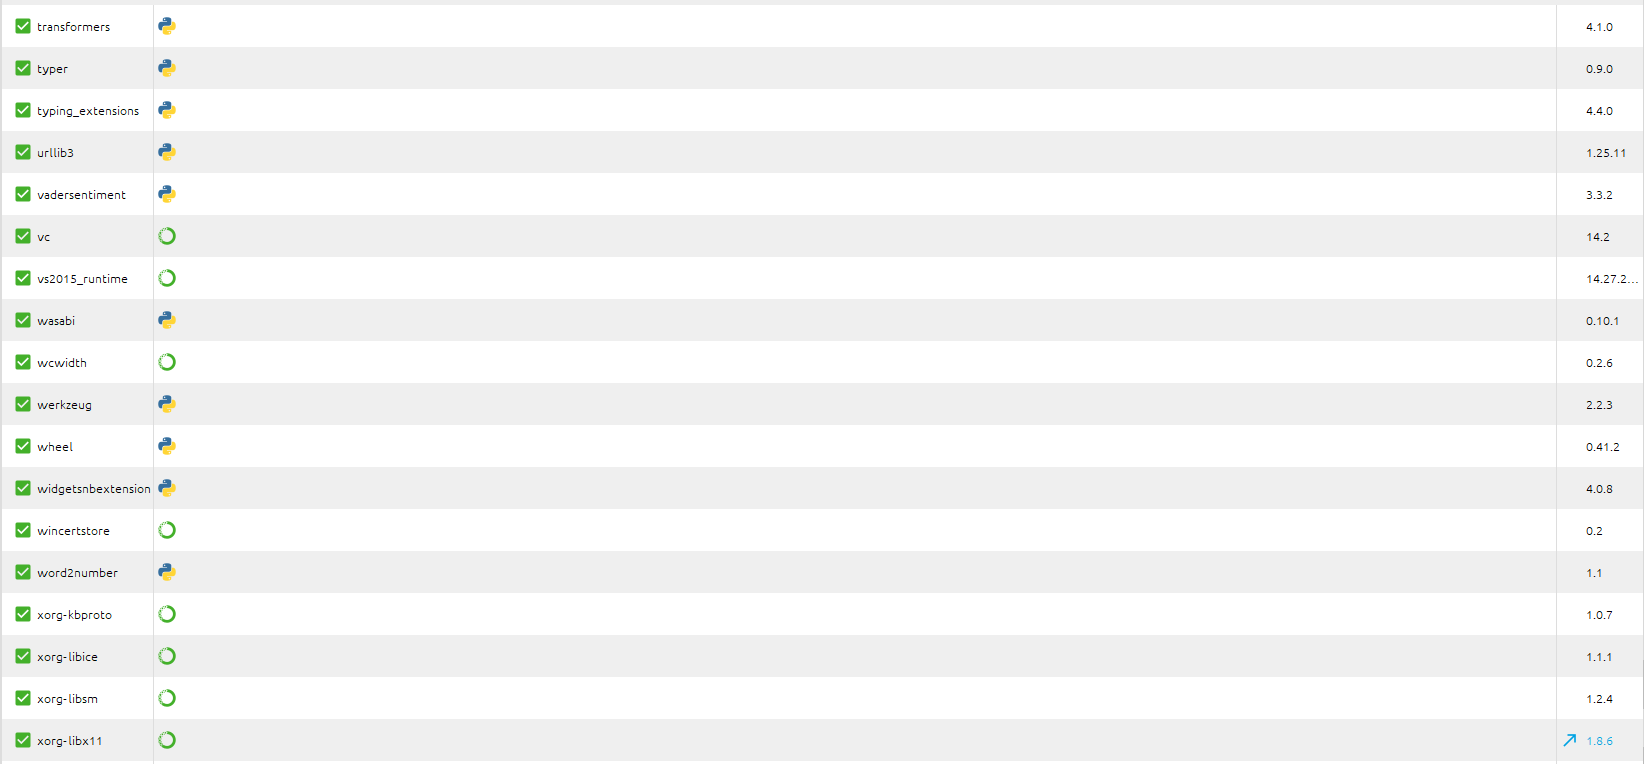 transformers 4.1.0
typer 0.9.0
typing_extensions 4.4.0
urllib3 1.25.11
vadersentiment 3.3.2
vc 14.2
vs2015_runtime 14.27.2...
wasabi 0.10.1
wcwidth 0.2.6
werkzeug 2.2.3
wheel 0.41.2
widgetsnbextension 4.0.8
wincertstore 0.2
word2number 1.1
xorg-kbproto 1.0.7
xorg-libice 1.1.1
xorg-libsm 1.2.4
xorg-libx11 1.8.6